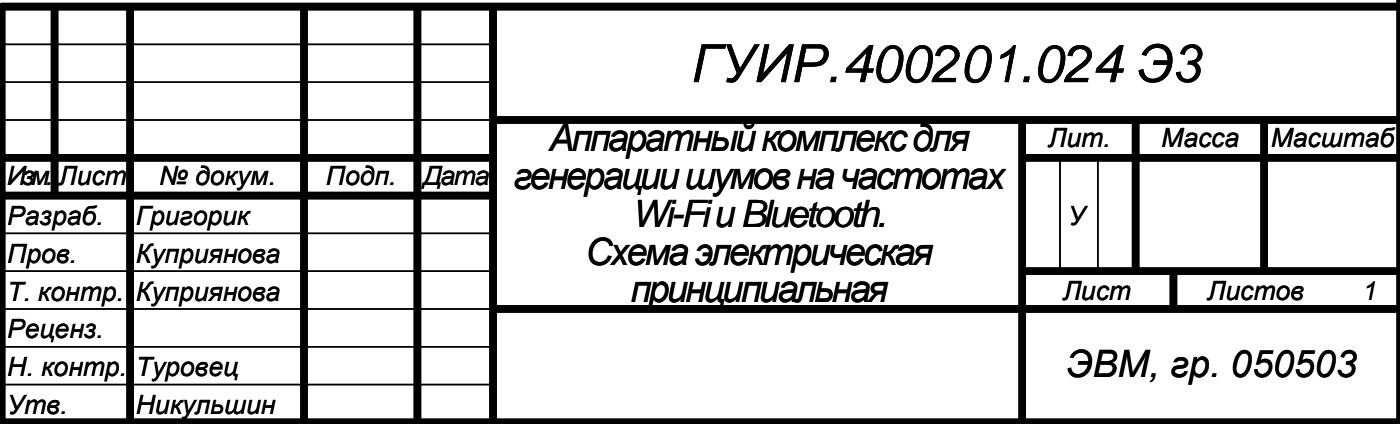 ГУИР.400201.024 Э3
Аппаратный комплекс для
генерации шумов на частотах
Wi-Fi и Bluetooth.
Схема электрическая
принципиальная
Лит. Масса Масштаб
У
Лист Листов 1
ЭВМ, гр. 050503
Изм. Лист № докум. Подп. Дата
Разраб. Григорик
Пров. Куприянова
Т. контр. Куприянова
Реценз.
Н. контр. Туровец
Утв. Никульшин